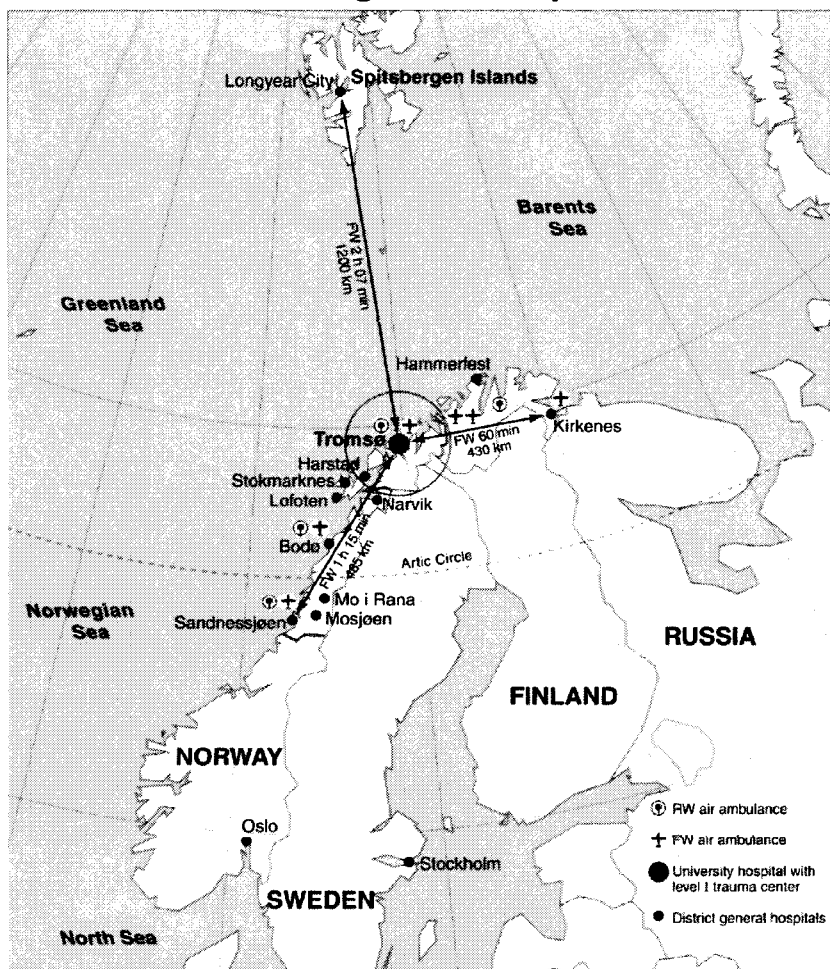 Longyear City
Spitsbergen Islands
Barents
Sea
FW 2 h 07 min
1200 km
Greenland
Sea
Hammerfest
Tromsø
Kirkenes
FW 60 min
430 km
Harstad
Stokmarknes
Lofoten
Narvik
Bodø
FW 1 h 15 min
485 km
Artic Circle
Norwegian
Sea
Sandnessjøen
Mo i Rana
Mosjøen
RUSSIA
FINLAND
NORWAY
Oslo
Stockholm
SWEDEN
North Sea
RW air ambulance
FW air ambulance
University hospital with
level I trauma center
District general hospitals